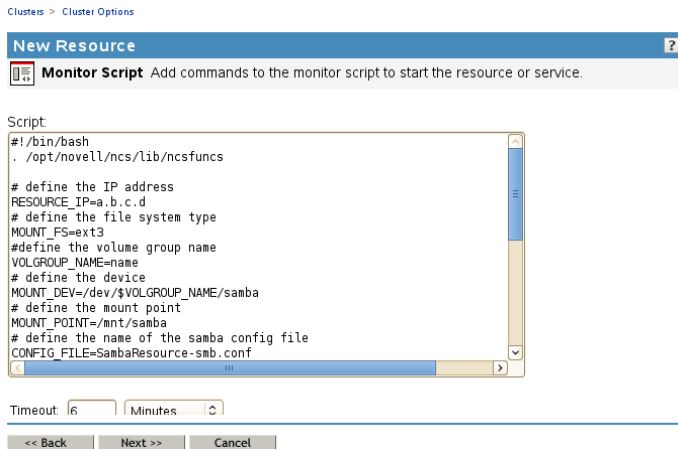 Clusters > Cluster Options
New Resource ?
Monitor Script Add commands to the monitor script to start the resource or service.
Script:
#!/bin/bash
. /opt/novell/ncs/lib/ncsfuncs
# define the IP address
RESOURCE_IP=a.b.c.d
# define the file system type
MOUNT_FS=ext3
#define the volume group name
VOLGROUP_NAME=name
# define the device
MOUNT_DEV=/dev/$VOLGROUP_NAME/samba
# define the mount point
MOUNT_POINT=/mnt/samba
# define the name of the samba config file
CONFIG_FILE=SambaResource-smb.conf
Timeout: 6 Minutes
<< Back Next >> Cancel